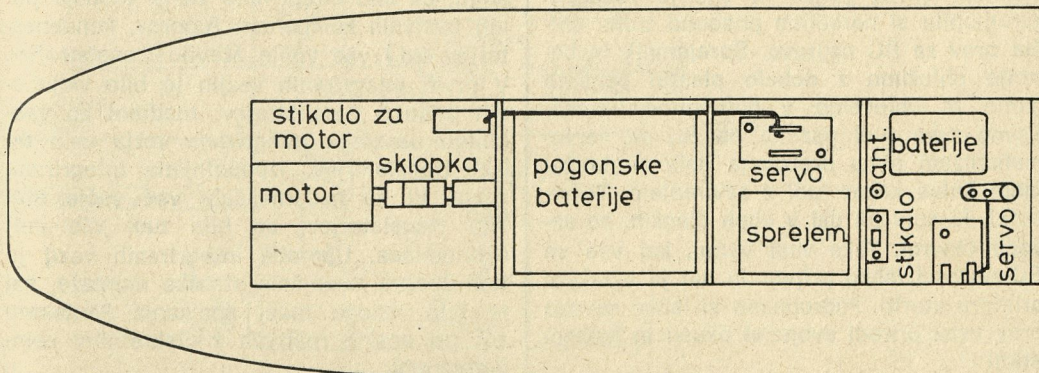 stikalo za
motor
sklopka
motor
pogonske
baterije
servo
sprejem.
ant.
stikalo
baterije
servo